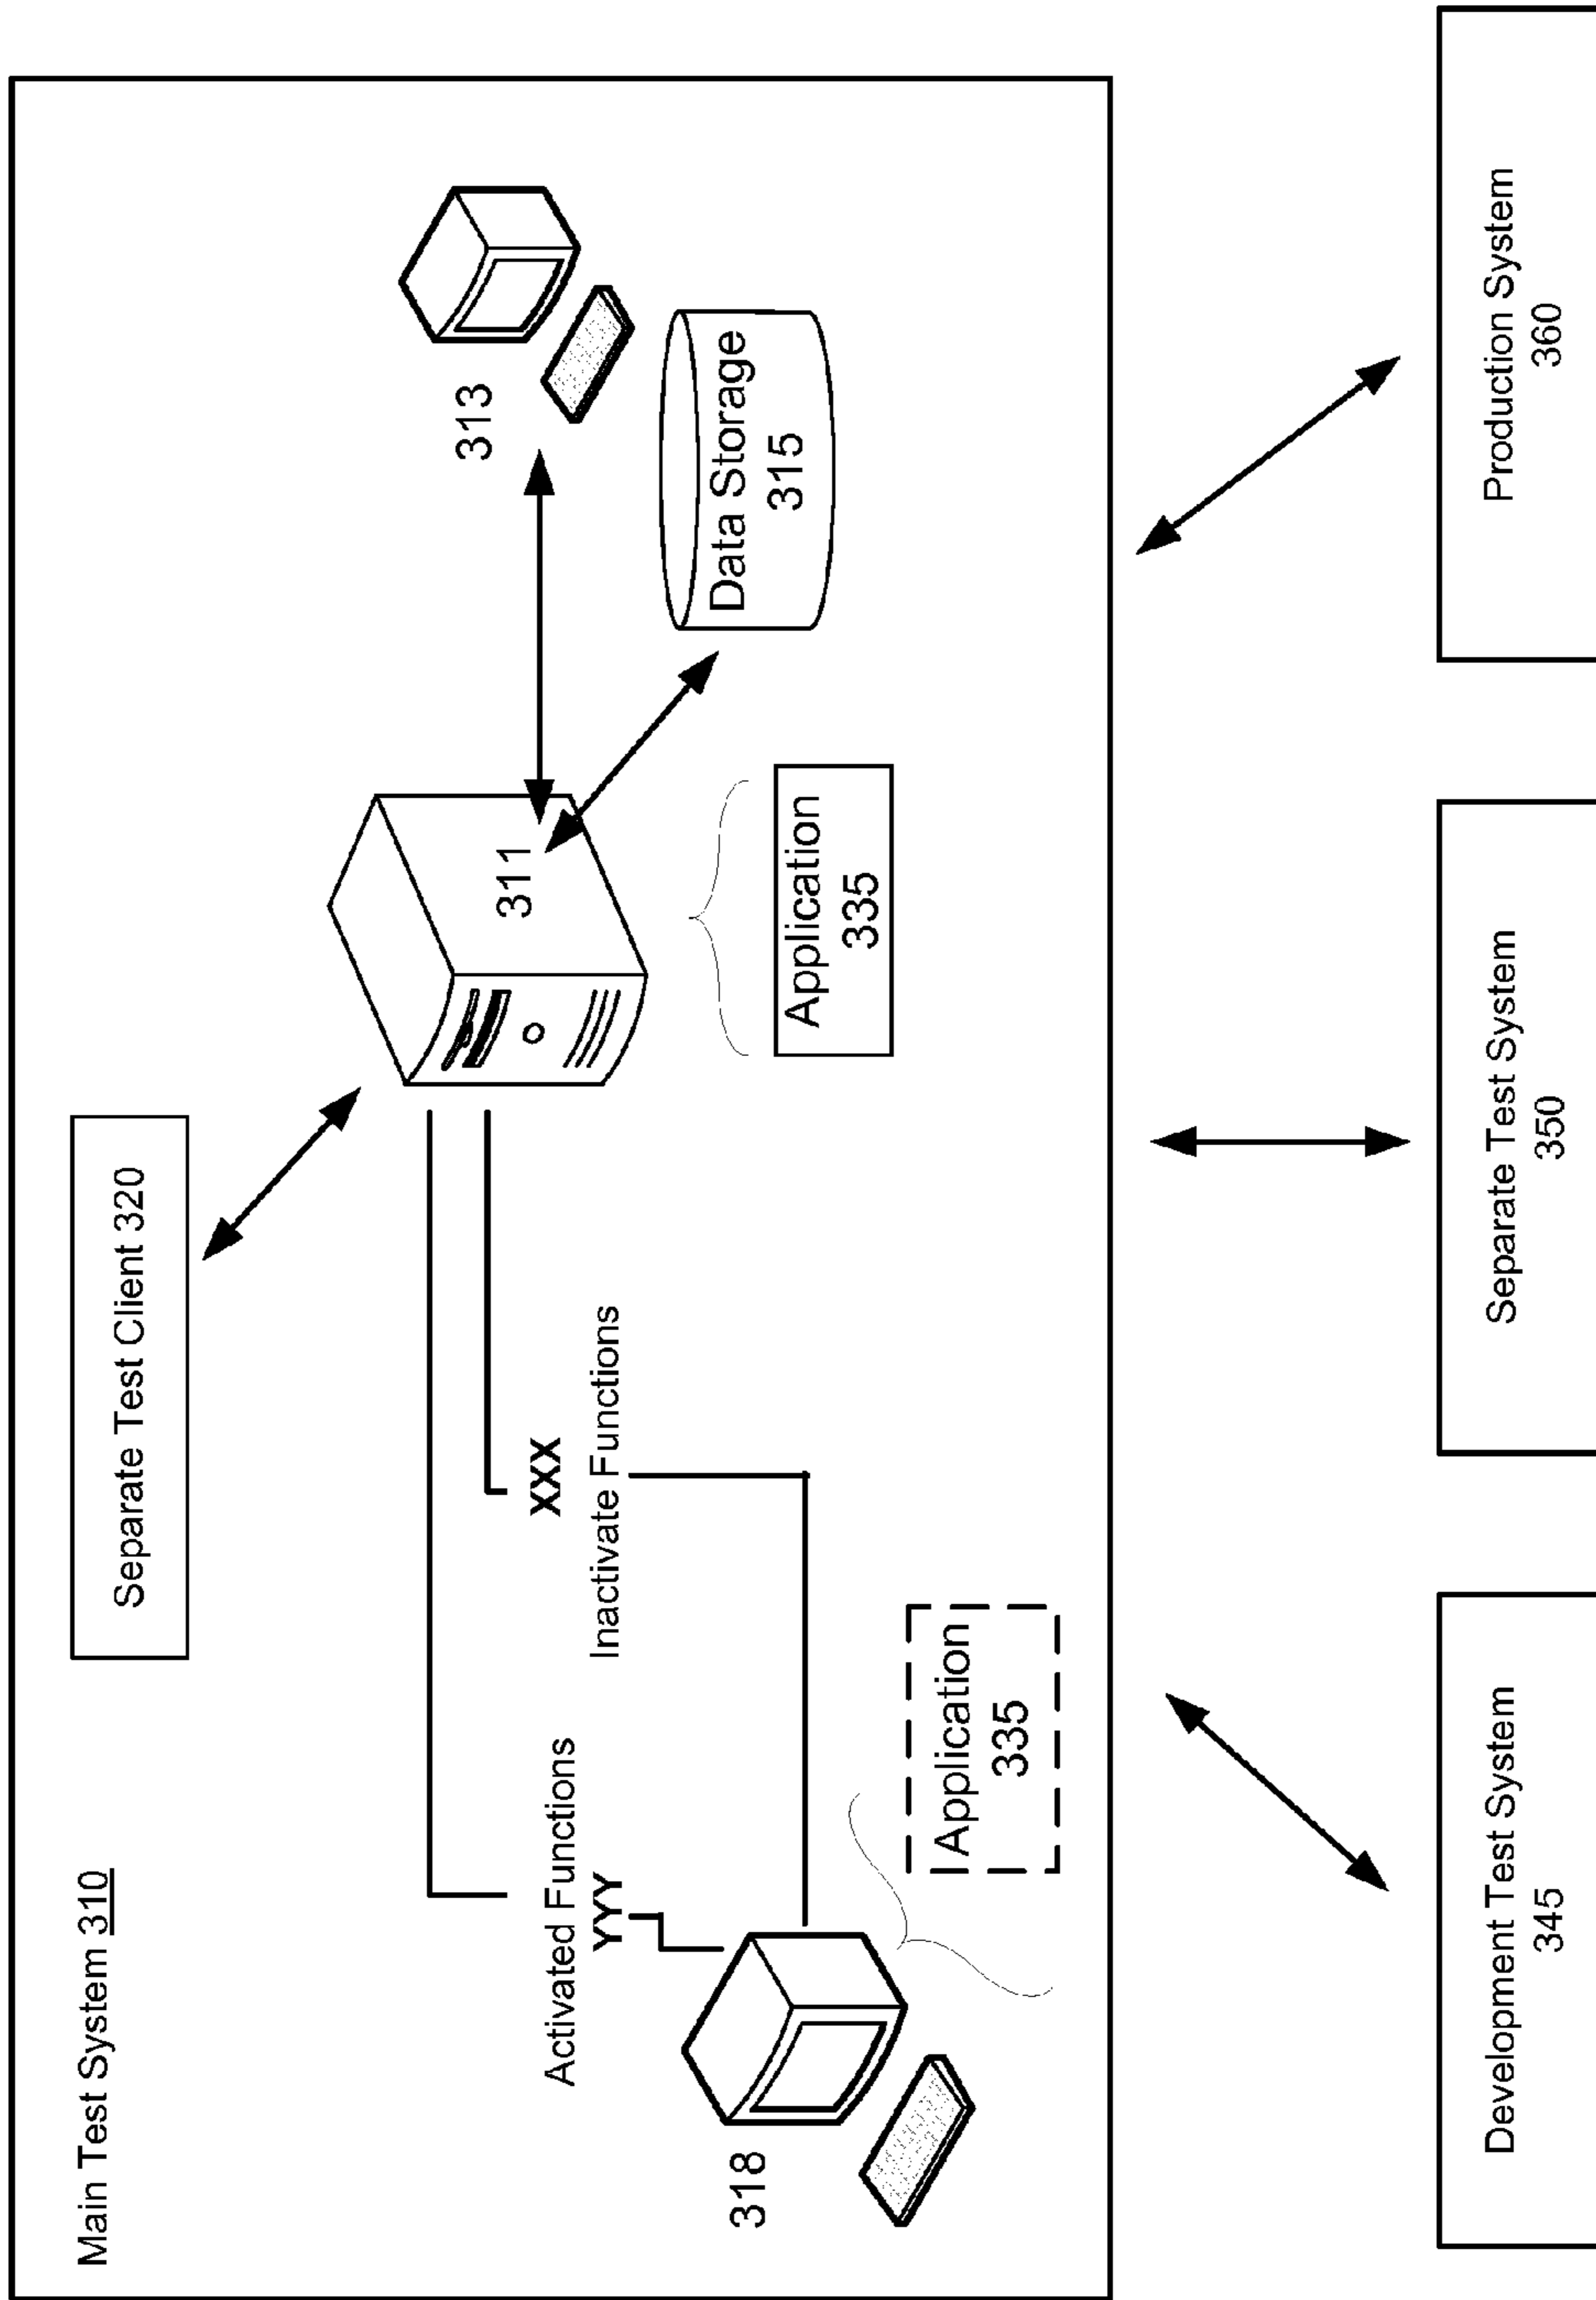 Main Test System 310
Separate Test Client 320
Activated Functions
YYY
XXX
Inactivate Functions
311
313
Data Storage
315
318
Application
335
Application
335
Development Test System
345
Separate Test System
350
Production System
360